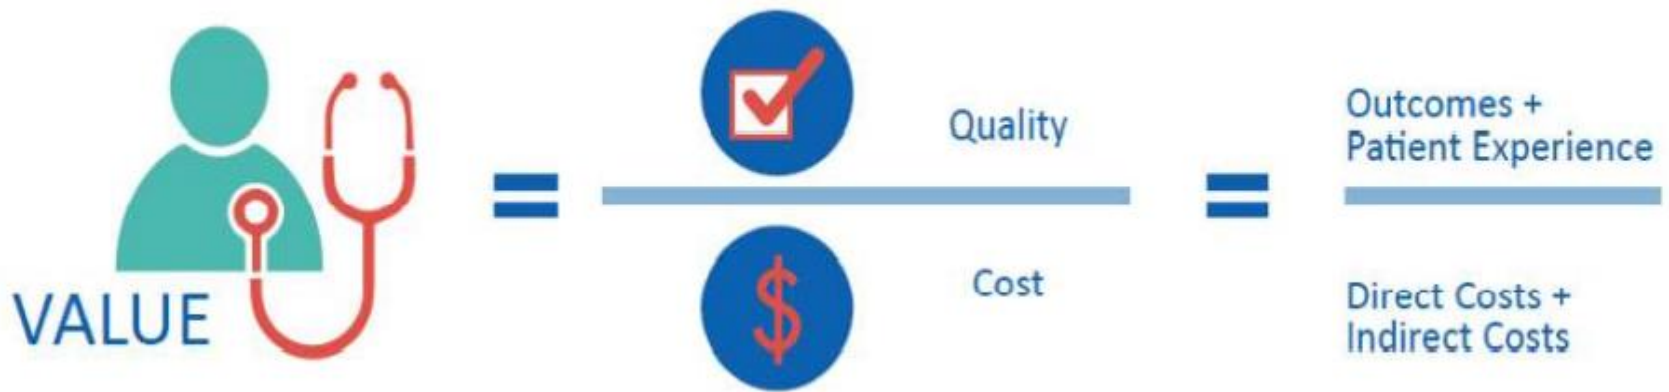 VALUE
=
Quality
Cost
=
Outcomes +
Patient Experience
Direct Costs +
Indirect Costs